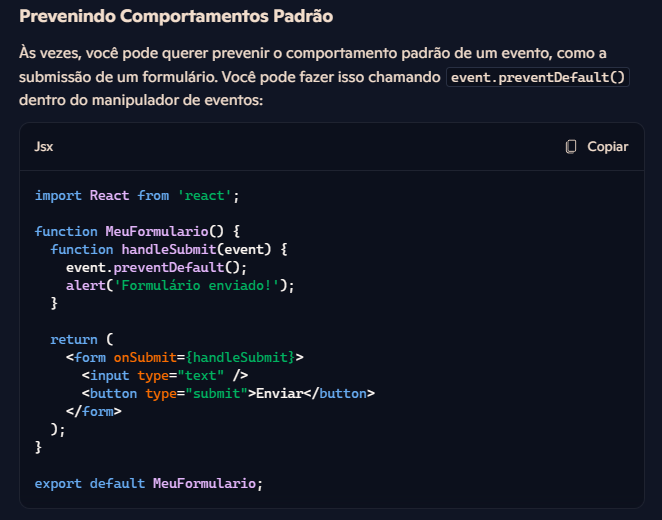 Prevenindo Comportamentos Padrão
Às vezes, você pode querer prevenir o comportamento padrão de um evento, como a
submissão de um formulário. Você pode fazer isso chamando event.preventDefault()
dentro do manipulador de eventos:
Jsx
Copiar
import React from 'react';

function MeuFormulario() {
  function handleSubmit(event) {
    event.preventDefault();
    alert('Formulário enviado!');
  }

  return (
    <form onSubmit={handleSubmit}>
      <input type="text" />
      <button type="submit">Enviar</button>
    </form>
  );
}

export default MeuFormulario;